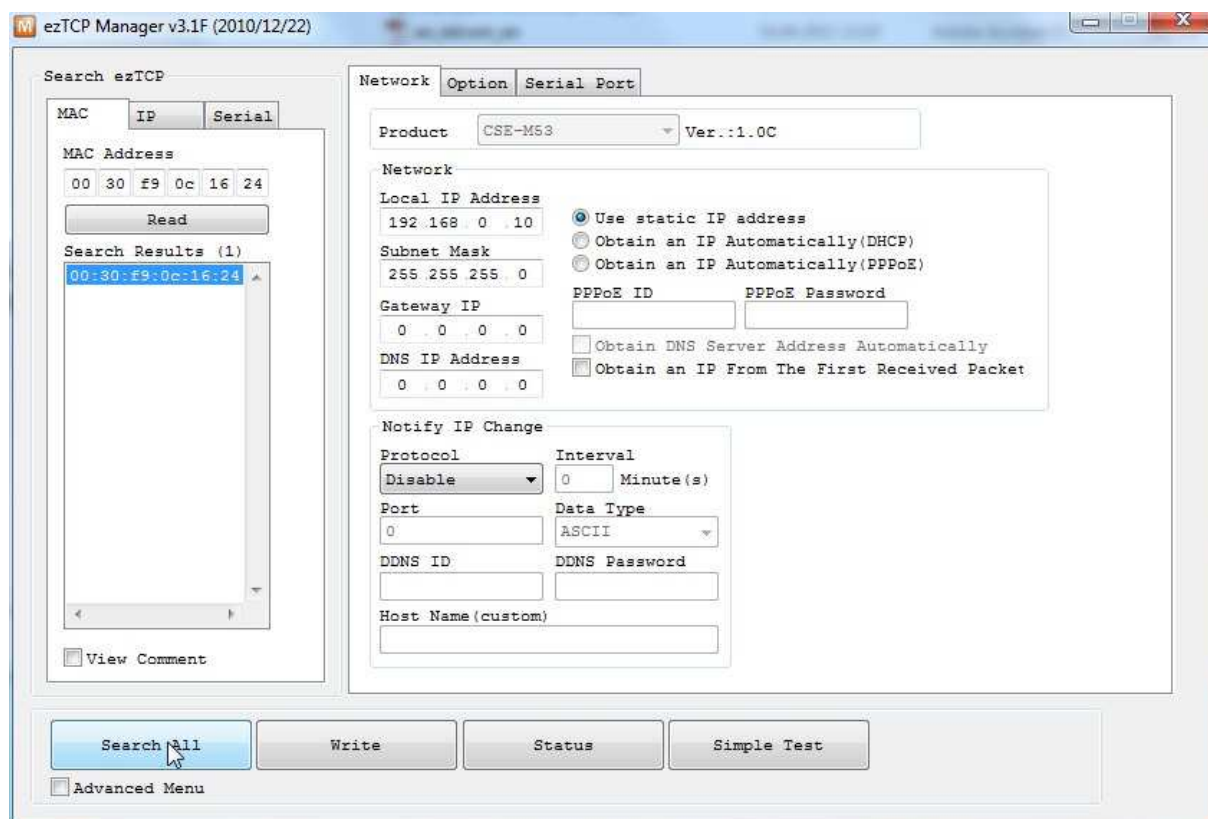 ezTCP Manager v3.1F (2010/12/22)
Search ezTCP
MAC IP Serial
MAC Address
00 30 f9 0c 16 24
Read
Search Results (1)
00:30:f9:0c:16:24
View Comment
Network Option Serial Port
Product CSE-M53 Ver.:1.0C
Network
Local IP Address
192 .168 . 0 . 10
Use static IP address
Obtain an IP Automatically(DHCP)
Subnet Mask
Obtain an IP Automatically(PPPoE)
255 .255 .255 . 0
PPPoE ID PPPoE Password
Gateway IP
0 . 0 . 0 . 0
Obtain DNS Server Address Automatically
DNS IP Address
Obtain an IP From The First Received Packet
0 . 0 . 0 . 0
Notify IP Change
Protocol Interval
Disable 0 Minute(s)
Port Data Type
0 ASCII
DDNS ID DDNS Password
Host Name(custom)
Search All Write Status Simple Test
Advanced Menu